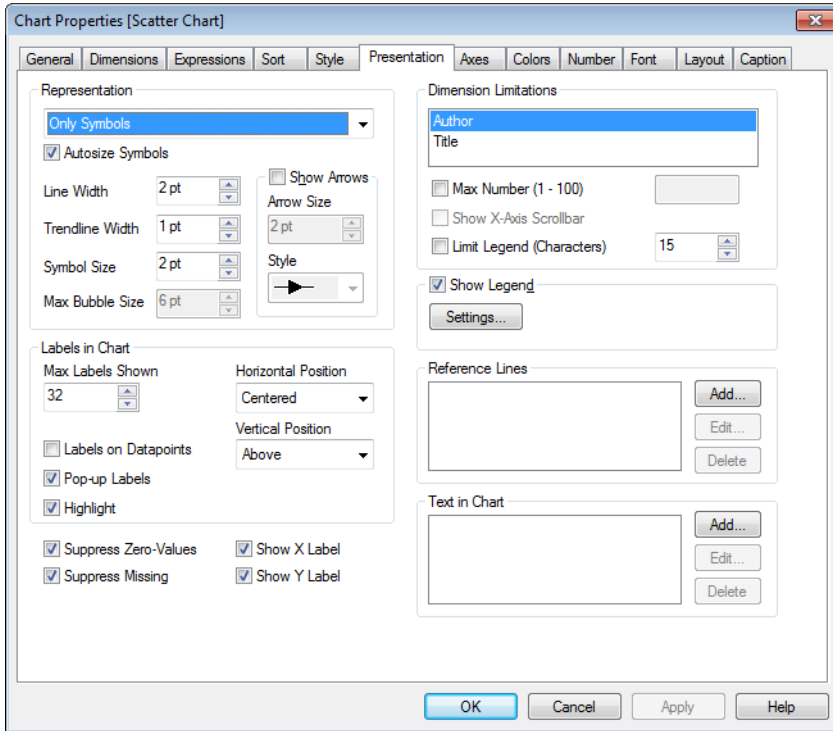 Chart Properties [Scatter Chart]
General Dimensions Expressions Sort Style Presentation Axes Colors Number Font Layout Caption
Representation
Only Symbols
Autosize Symbols
Line Width 2 pt
Trendline Width 1 pt
Symbol Size 2 pt
Max Bubble Size 6 pt
Show Arrows
Arrow Size
2 pt
Style
Labels in Chart
Max Labels Shown
32
Horizontal Position
Centered
Vertical Position
Above
Labels on Datapoints
Pop-up Labels
Highlight
Suppress Zero-Values
Show X Label
Suppress Missing
Show Y Label
Dimension Limitations
Author
Title
Max Number (1 - 100)
Show X-Axis Scrollbar
Limit Legend (Characters) 15
Show Legend
Settings...
Reference Lines
Add...
Edit...
Delete
Text in Chart
Add...
Edit...
Delete
OK Cancel Apply Help